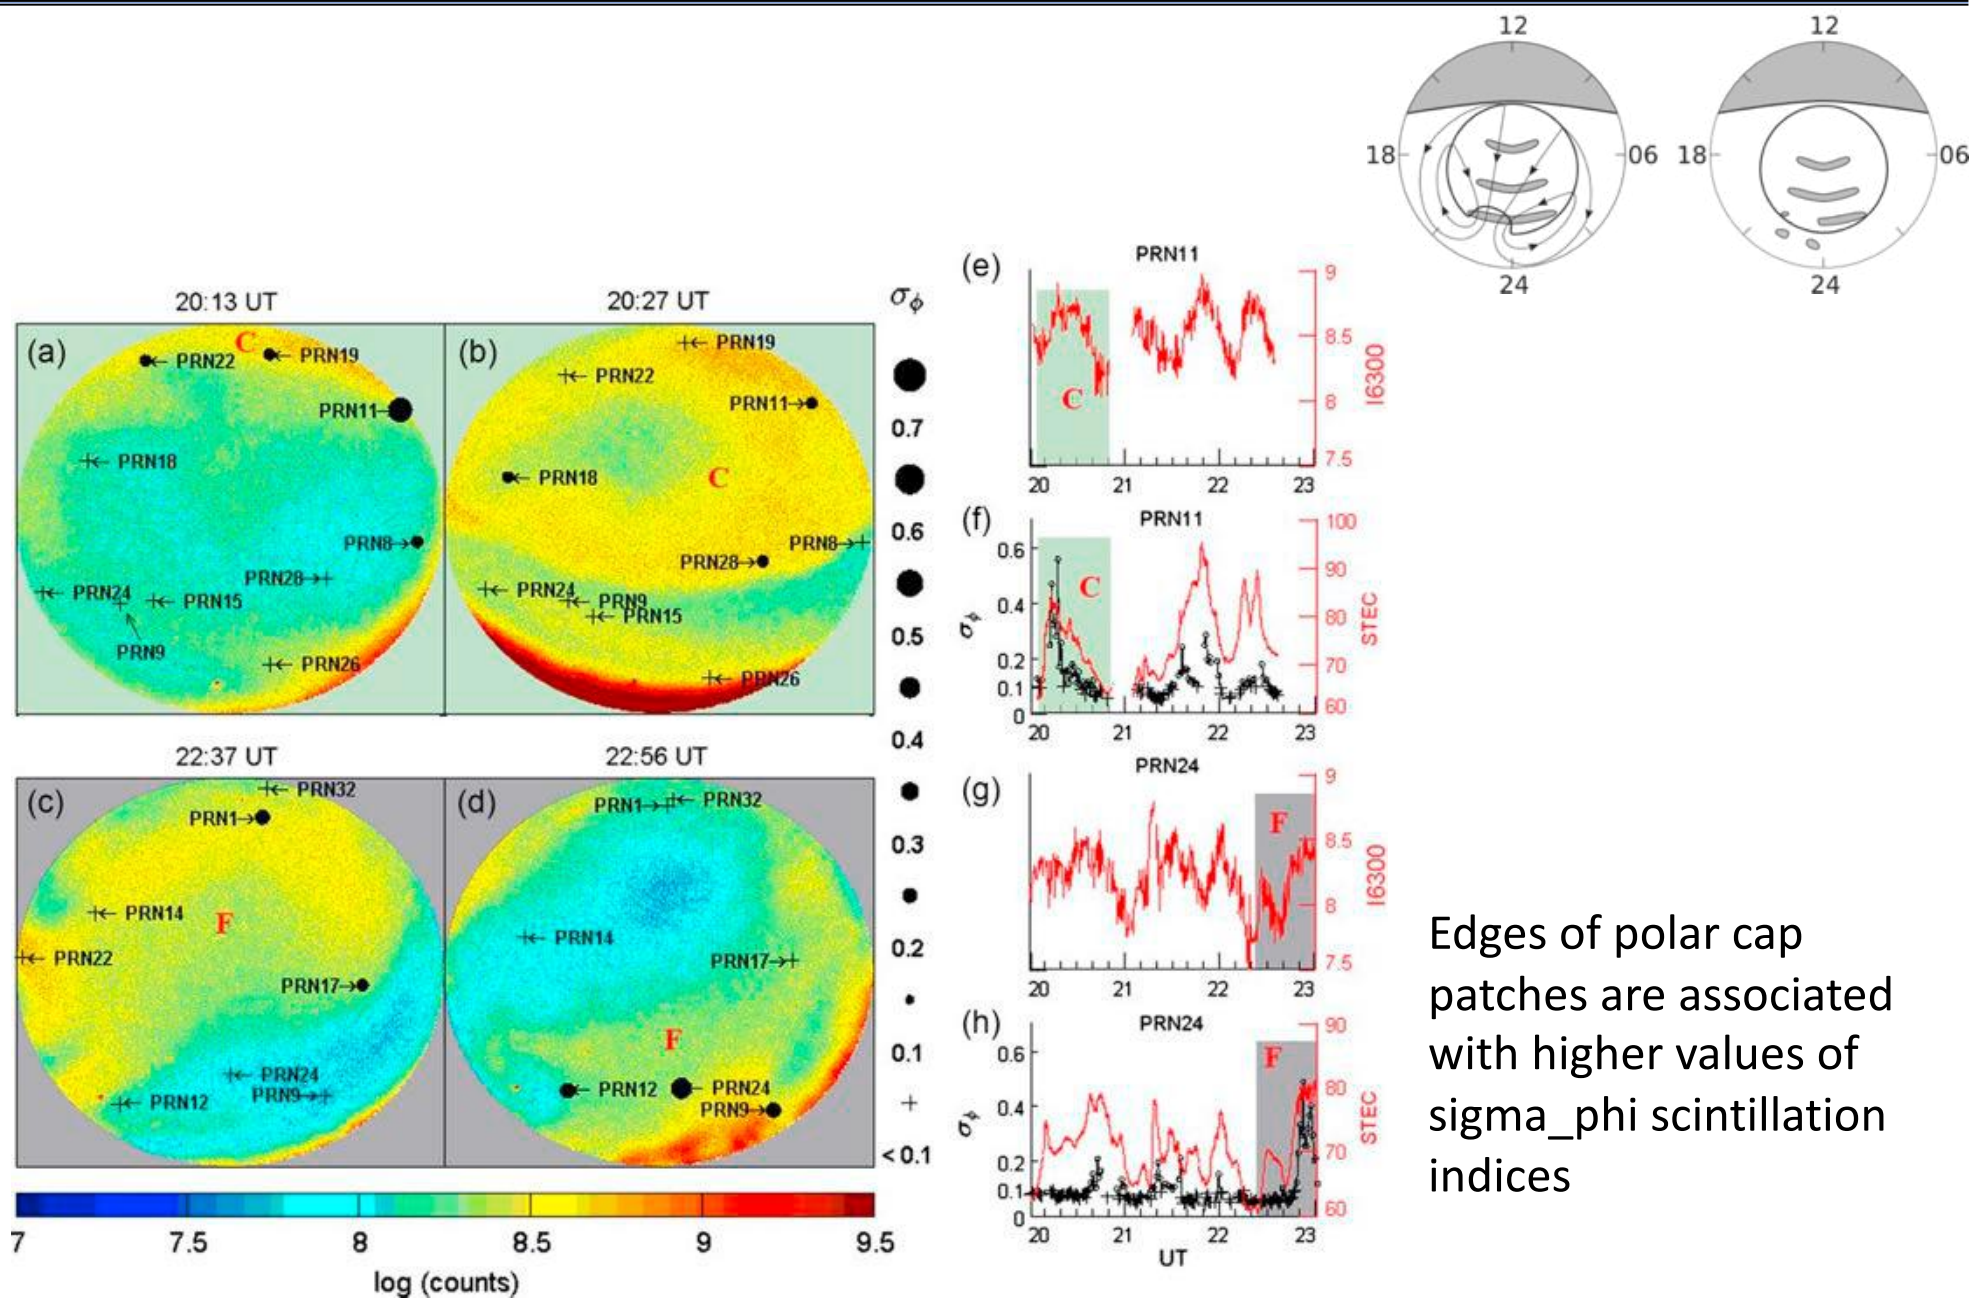 12 12
18 06 18 06
24 24
20:13 UT 20:27 UT σϕ
(a) C PRN22 PRN19 PRN11 PRN18 PRN8 PRN28 PRN24 PRN15 PRN9 PRN26
(b) PRN19 PRN22 PRN11 PRN18 C PRN28 PRN8 PRN24 PRN9 PRN15 PRN26
22:37 UT 22:56 UT
(c) PRN32 PRN1 PRN14 F PRN22 PRN17 PRN24 PRN9 PRN12
(d) PRN1 PRN32 PRN14 PRN17 F PRN12 PRN24 PRN9
0.7
0.6
0.5
0.4
0.3
0.2
0.1
<0.1
7 7.5 8 8.5 9 9.5
log (counts)
(e) PRN11
9
8.5
8
7.5
I6300
C
20 21 22 23
(f) PRN11
0.6
0.4
0.2
0.1
0
σϕ
C
100
90
80
70
60
STEC
20 21 22 23
(g) PRN24
9
8.5
8
7.5
I6300
F
20 21 22 23
(h) PRN24
0.6
0.4
0.2
0.1
0
σϕ
F
90
80
70
60
STEC
20 21 22 23
UT
Edges of polar cap
patches are associated
with higher values of
sigma_phi scintillation
indices